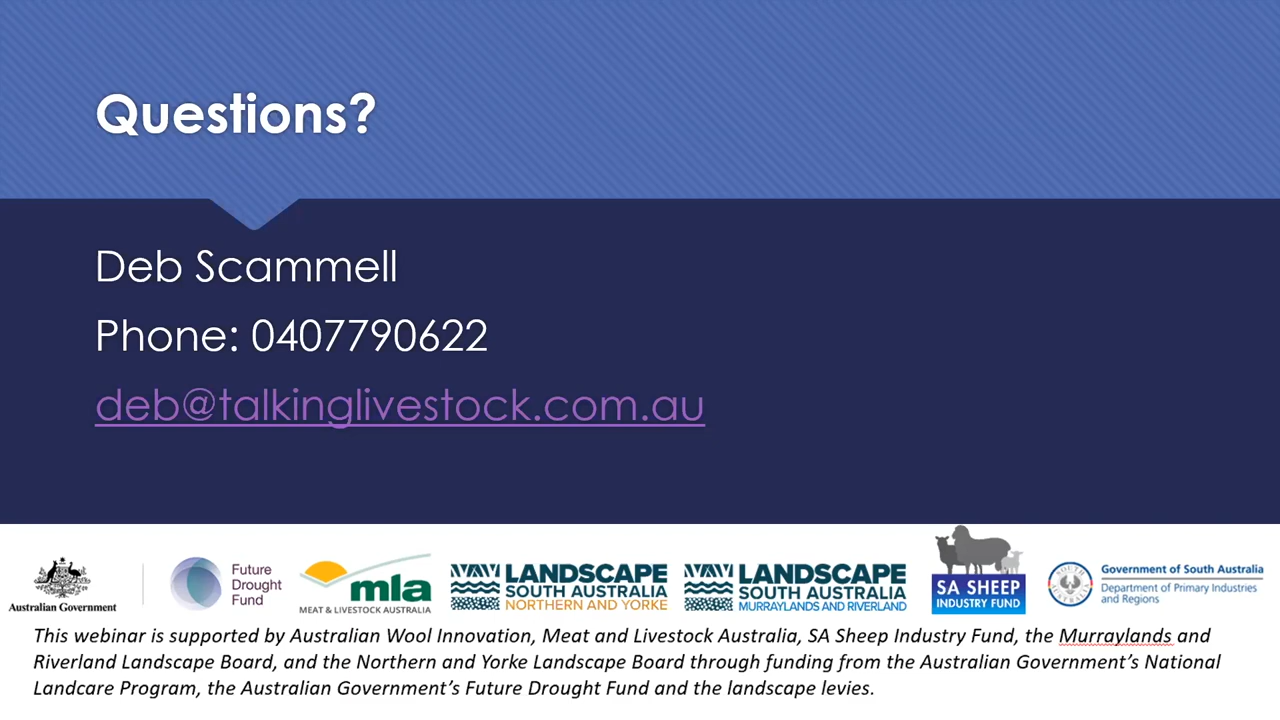 Questions?
Deb Scammell
Phone: 0407790622
deb@talkinglivestock.com.au
Australian Government
Future
Drought
Fund
mla
MEAT & LIVESTOCK AUSTRALIA
LANDSCAPE
SOUTH AUSTRALIA
NORTHERN AND YORKE
LANDSCAPE
SOUTH AUSTRALIA
MURRAYLANDS AND RIVERLAND
SA SHEEP
INDUSTRY FUND
SOUTH AUSTRALIA
Government of South Australia
Department of Primary Industries
and Regions
This webinar is supported by Australian Wool Innovation, Meat and Livestock Australia, SA Sheep Industry Fund, the Murraylands and
Riverland Landscape Board, and the Northern and Yorke Landscape Board through funding from the Australian Government’s National
Landcare Program, the Australian Government’s Future Drought Fund and the landscape levies.